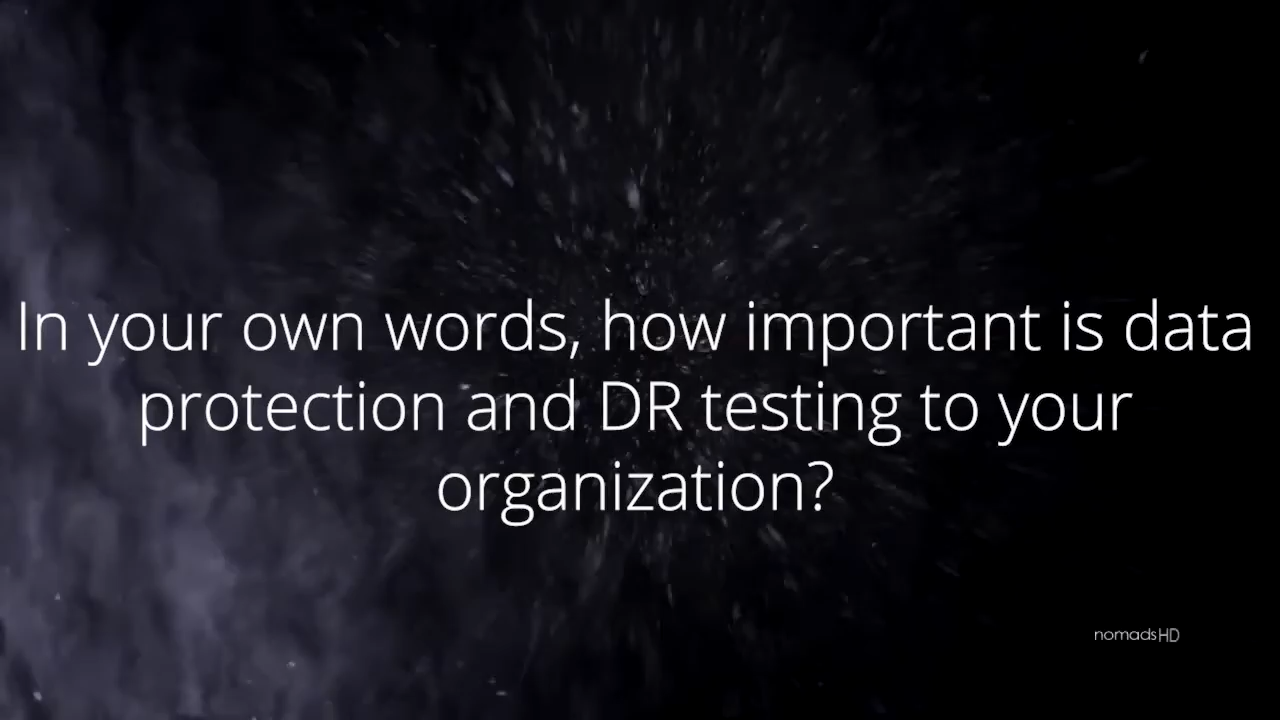 In your own words, how important is data
protection and DR testing to your
organization?
nomadsHD